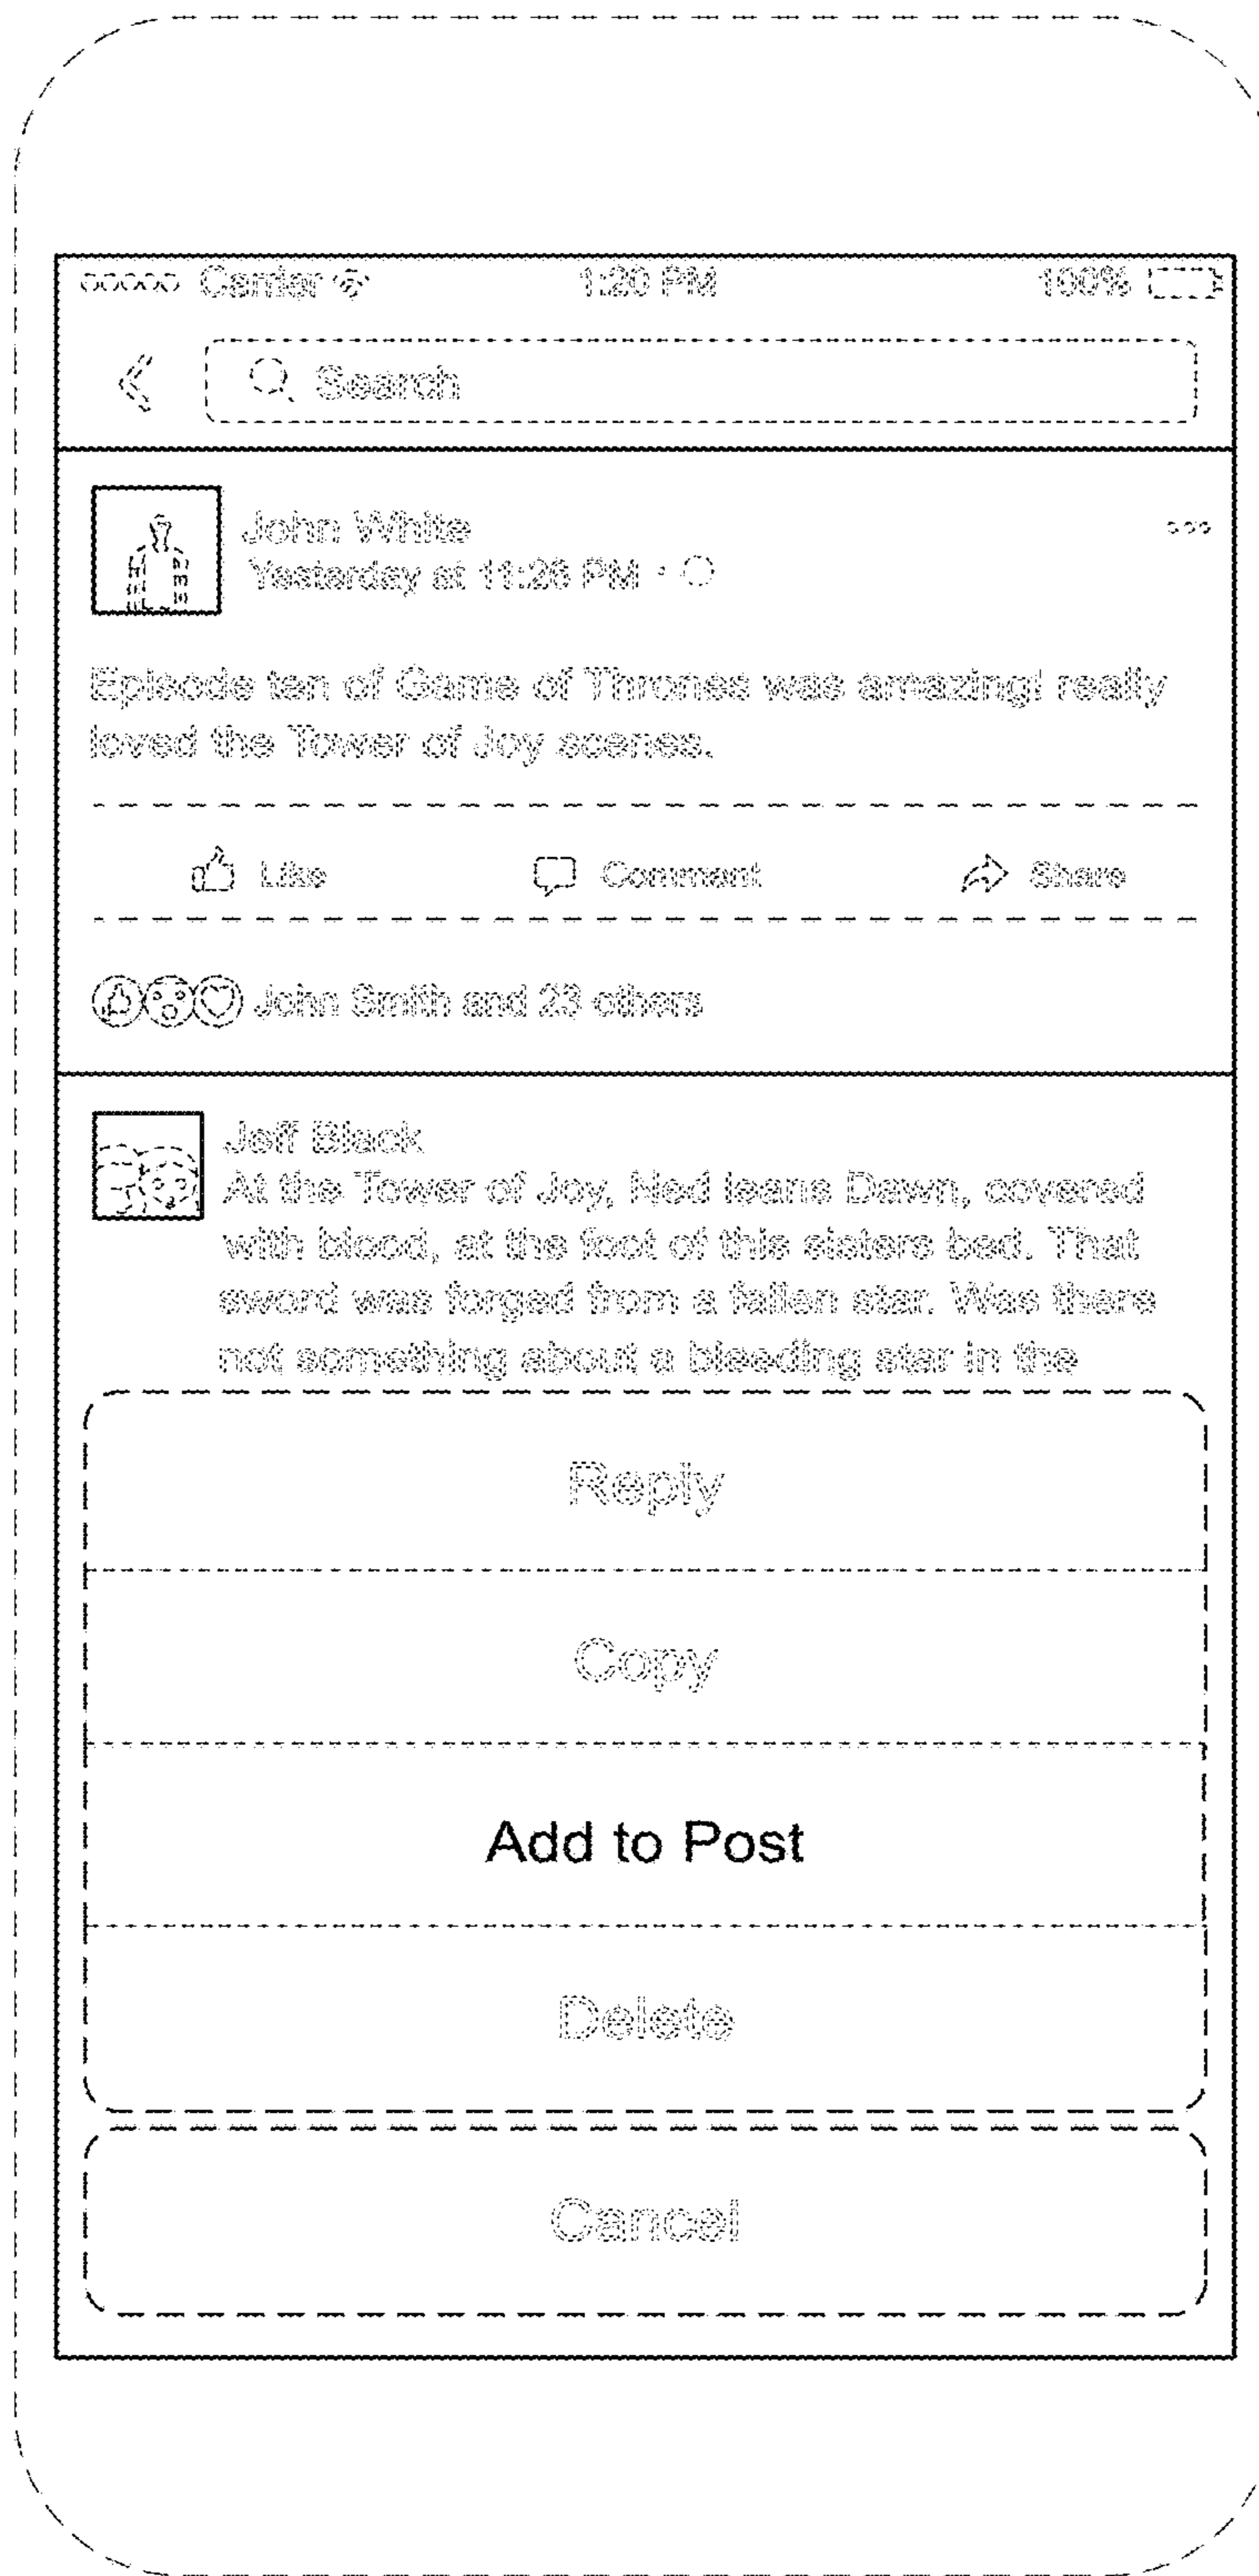 Carrier 1:20 PM 100%
Search
John White
Yesterday at 11:26 PM ·
Episode ten of Game of Thrones was amazing! really
loved the Tower of Joy scenes.
Like Comment Share
John Smith and 23 others
Jeff Black
At the Tower of Joy, Ned leans Dawn, covered
with blood, at the foot of this sisters bed. That
sword was forged from a fallen star. Was there
not something about a bleeding star in the
Reply
Copy
Add to Post
Delete
Cancel